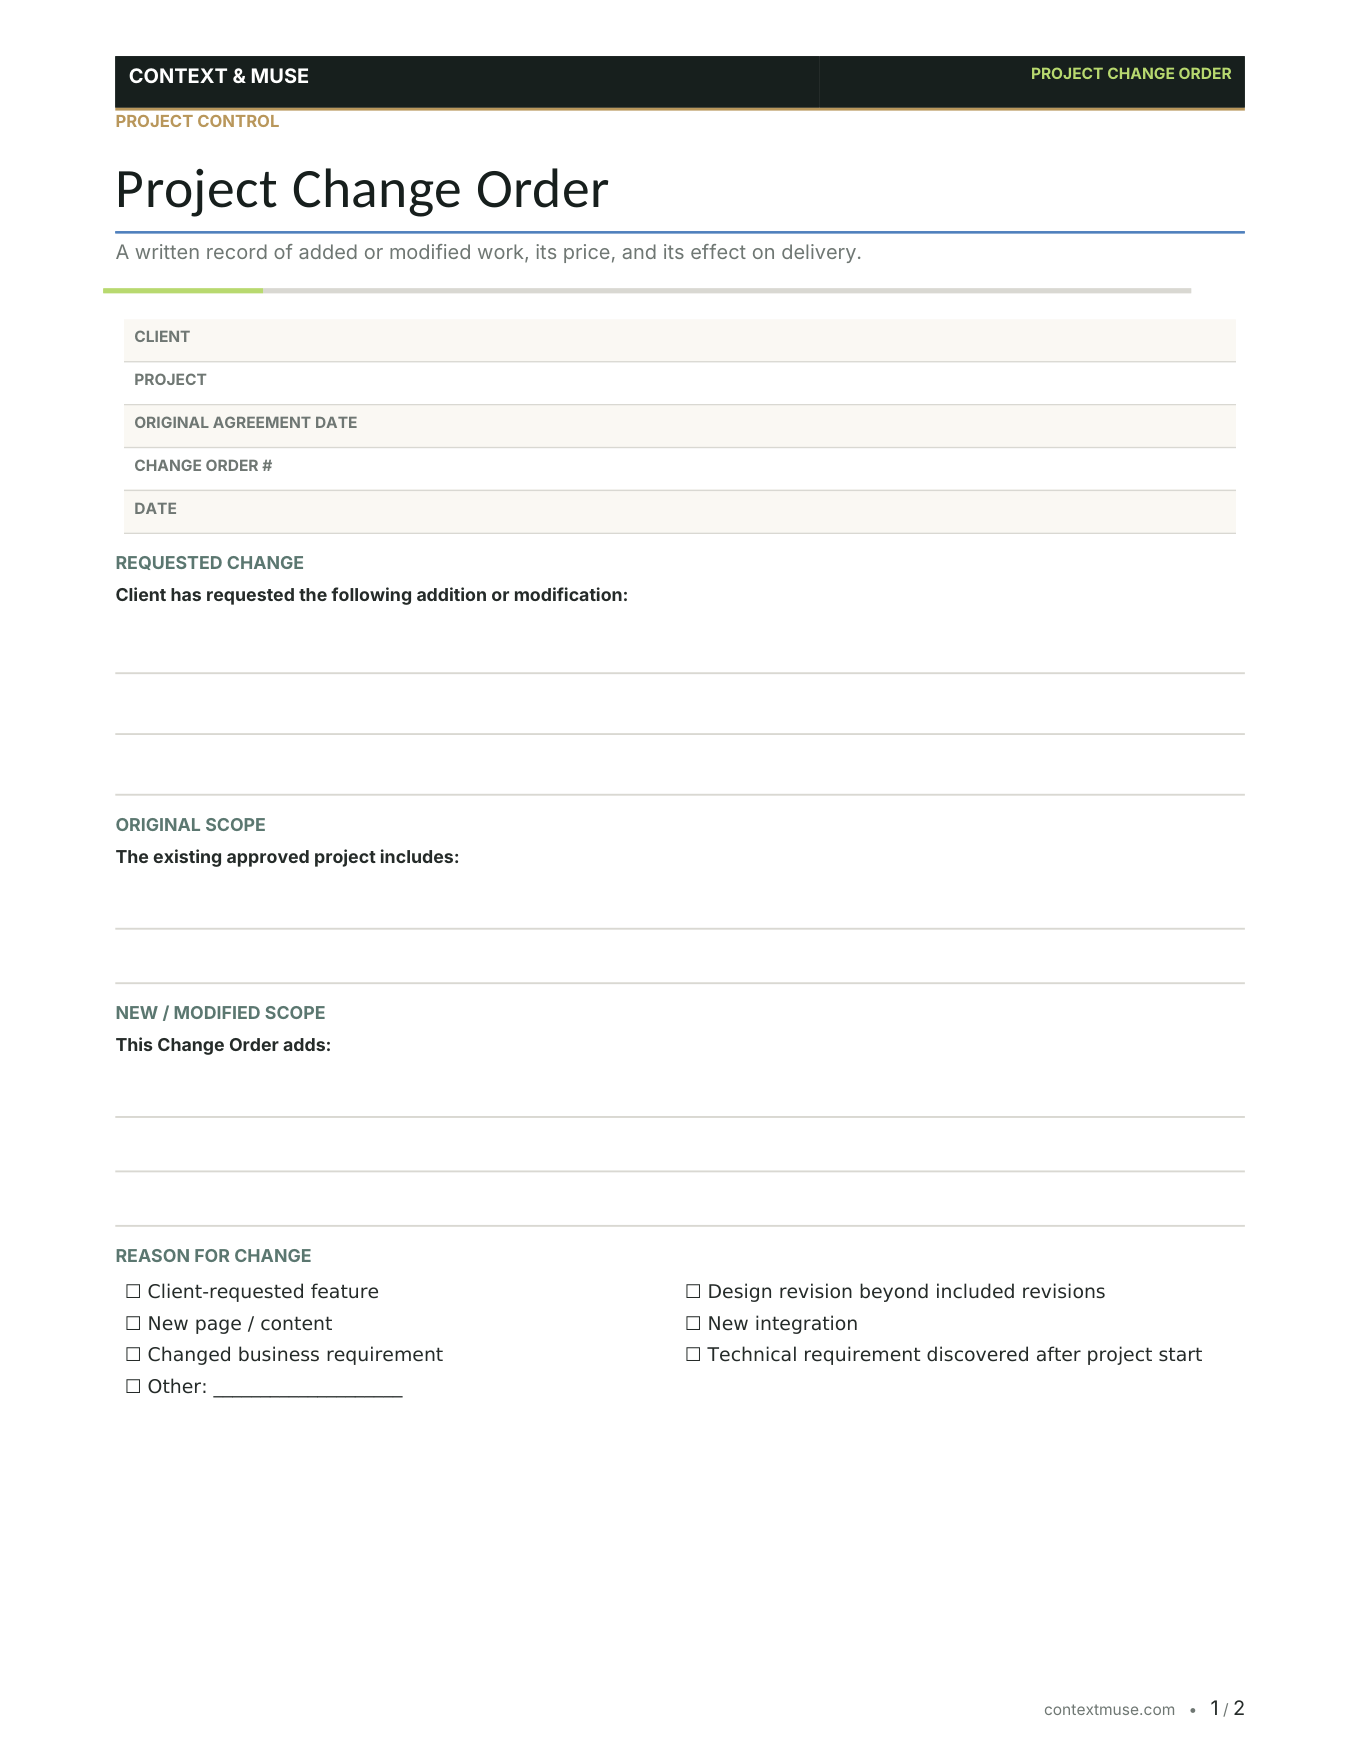 CONTEXT & MUSE
PROJECT CHANGE ORDER
PROJECT CONTROL
Project Change Order
A written record of added or modified work, its price, and its effect on delivery.
CLIENT
PROJECT
ORIGINAL AGREEMENT DATE
CHANGE ORDER #
DATE
REQUESTED CHANGE
Client has requested the following addition or modification:
ORIGINAL SCOPE
The existing approved project includes:
NEW / MODIFIED SCOPE
This Change Order adds:
REASON FOR CHANGE
☐ Client-requested feature
☐ Design revision beyond included revisions
☐ New page / content
☐ New integration
☐ Changed business requirement
☐ Technical requirement discovered after project start
☐ Other: ____________________
contextmuse.com • 1 / 2